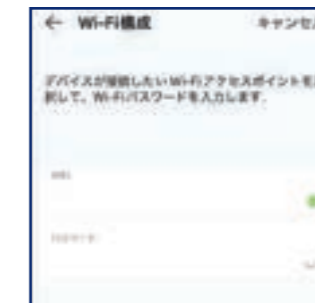 ← Wi-Fi構成 キャンセル
デバイスが接続したいWi-Fiアクセスポイントを選
択して、Wi-Fiパスワードを入力します.